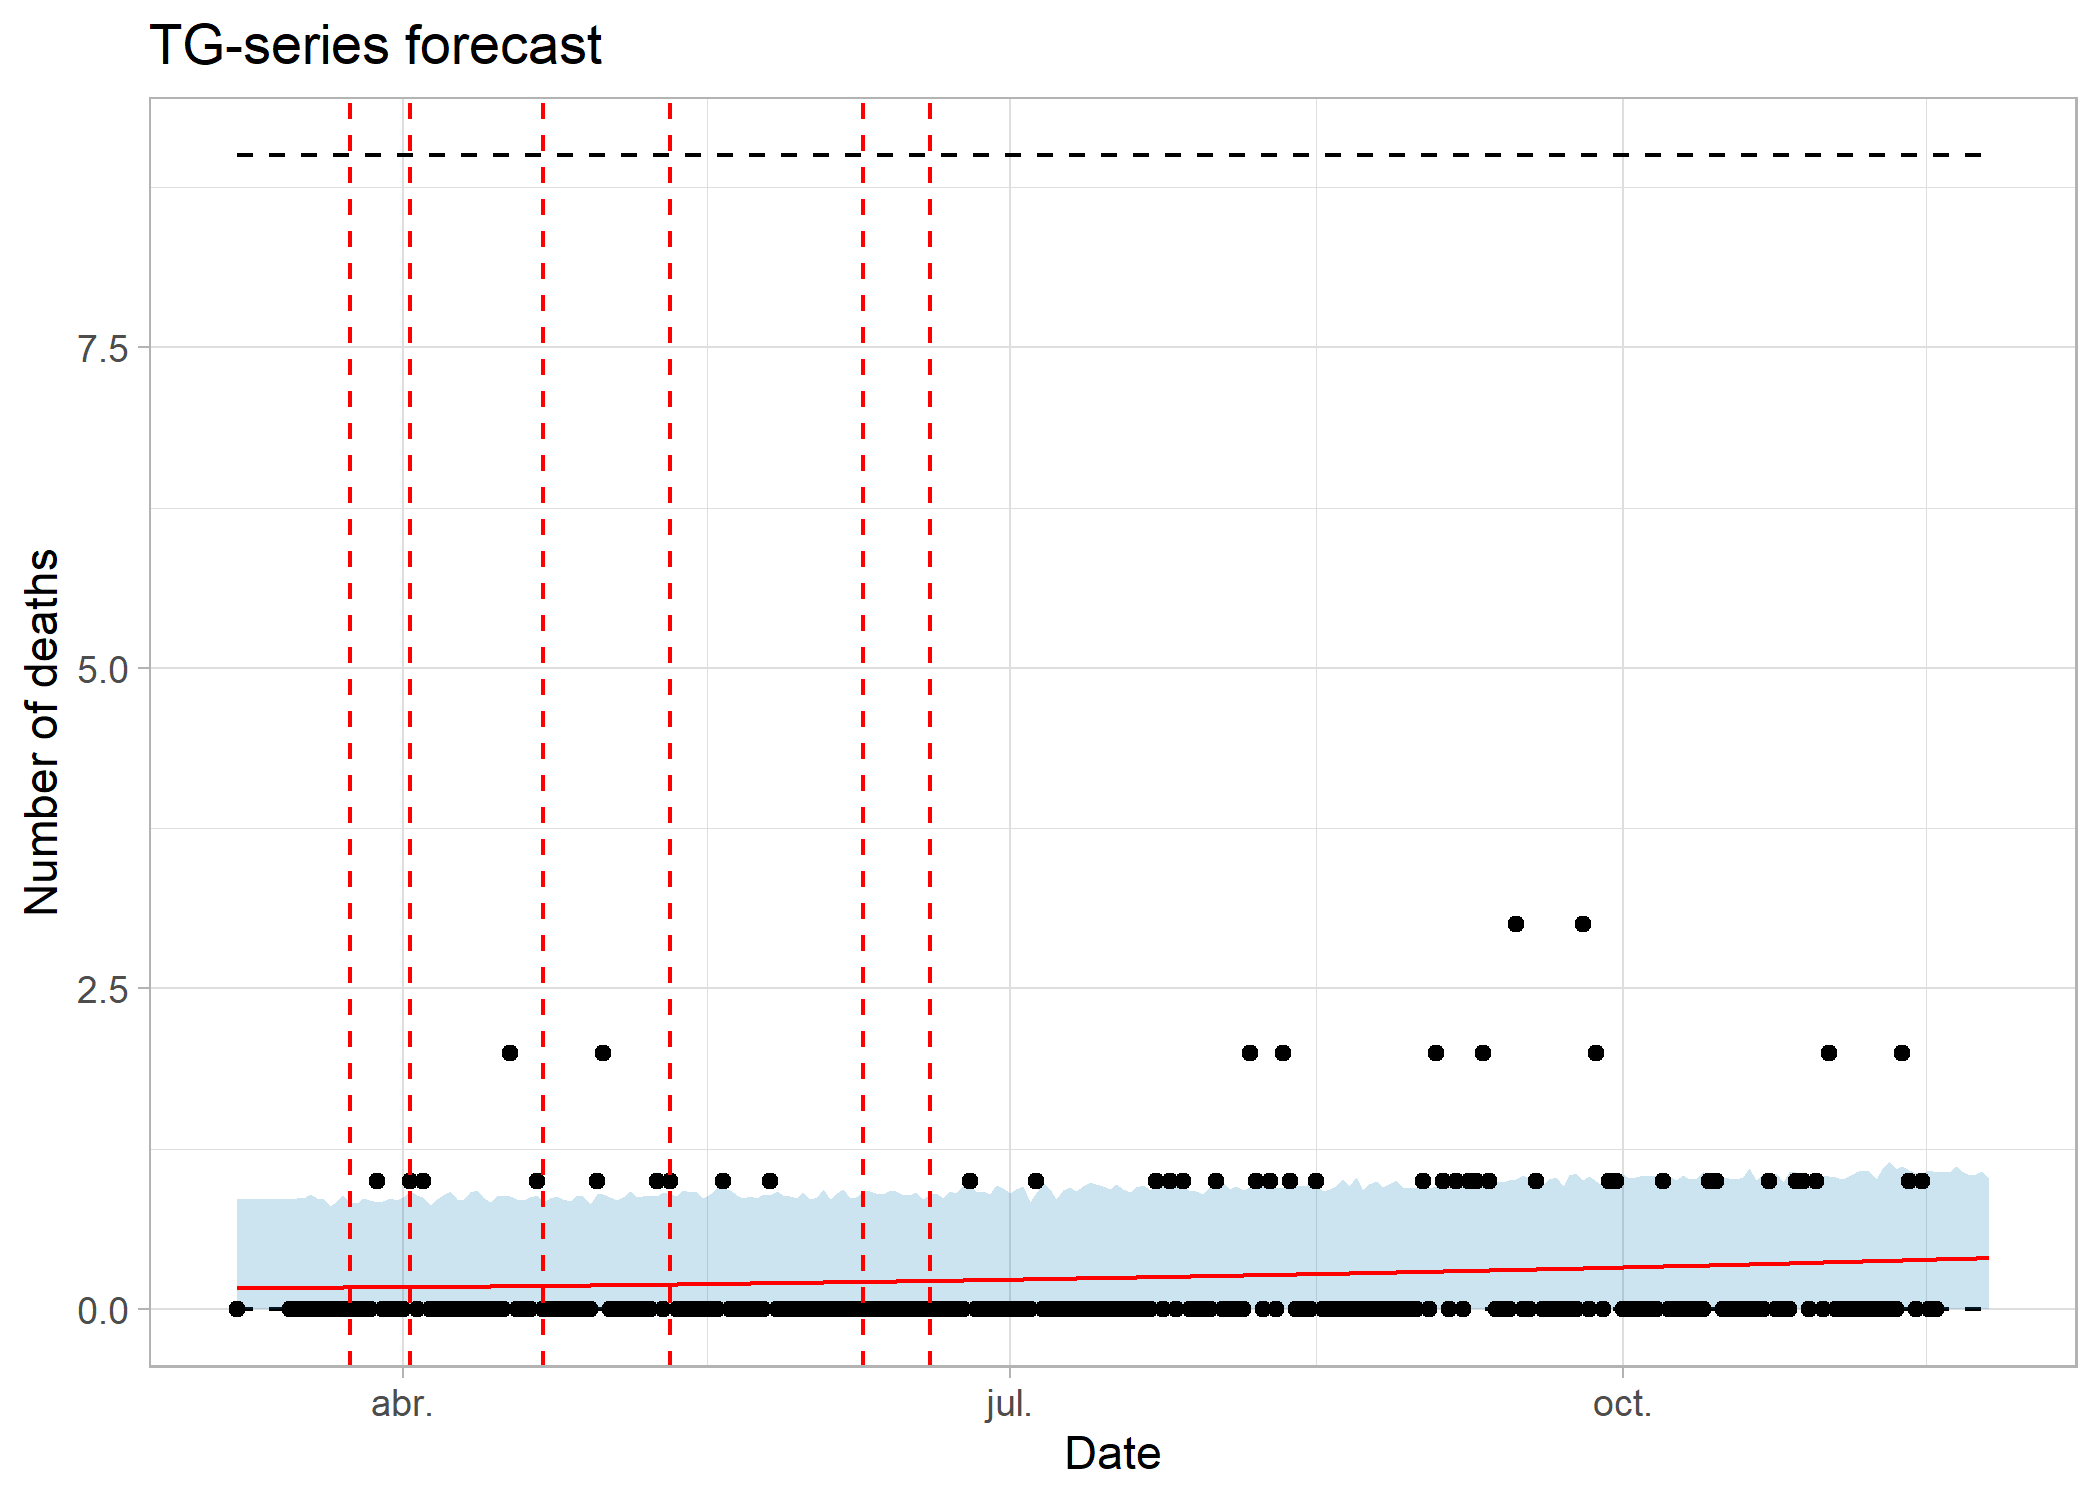 TG-series forecast
Number of deaths
7.5
5.0
2.5
0.0
abr.
jul.
oct.
Date